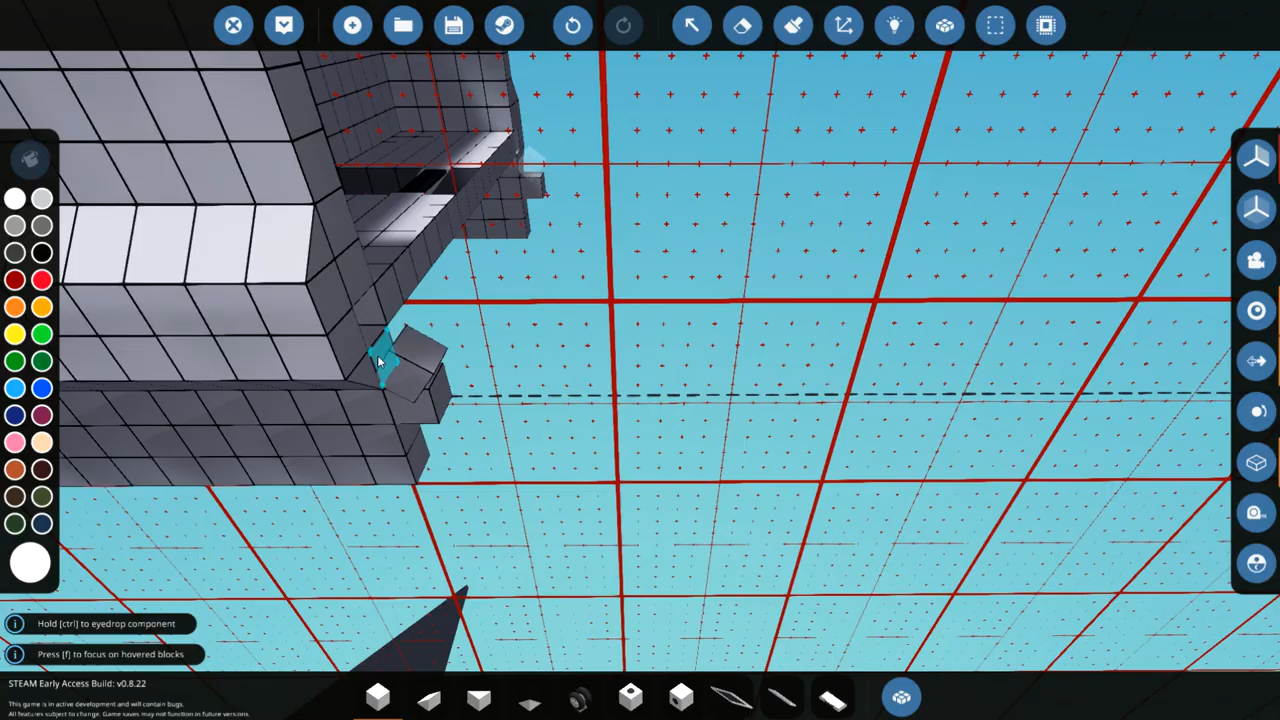 Hold [ctrl] to eyedrop component
Press [f] to focus on hovered blocks
STEAM Early Access Build: v0.8.22
This game is in active development and will contain bugs.
All features subject to change. Game saves may not function in future versions.